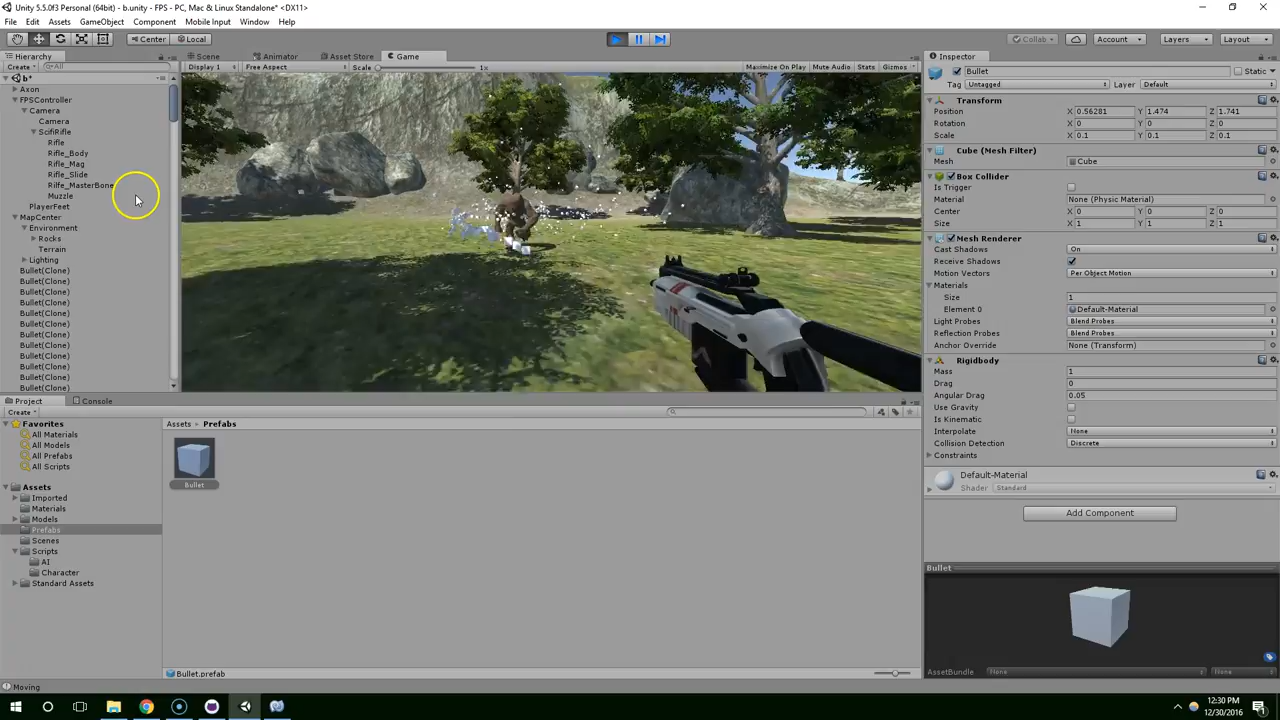 Unity 5.5.0f3 Personal (64bit) - b.unity - FPS - PC, Mac & Linux Standalone* <DX11>
File Edit Assets GameObject Component Mobile Input Window Help
Center Local Collab Account Layers Layout
Hierarchy
Create All
b*
Axon
FPSController
Camera
Camera
ScifiRifle
Rifle
Rifle_Body
Rifle_Mag
Rifle_Slide
Rilfe_MasterBone
Muzzle
PlayerFeet
MapCenter
Environment
Rocks
Terrain
Lighting
Bullet(Clone)
Bullet(Clone)
Bullet(Clone)
Bullet(Clone)
Bullet(Clone)
Bullet(Clone)
Bullet(Clone)
Bullet(Clone)
Bullet(Clone)
Bullet(Clone)
Bullet(Clone)
Bullet(Clone)
Scene Animator Asset Store Game
Display 1 Free Aspect Scale 1x Maximize On Play Mute Audio Stats Gizmos
Inspector
Bullet Static
Tag Untagged Layer Default
Transform
Position X 0.56281 Y 1.474 Z 1.741
Rotation X 0 Y 0 Z 0
Scale X 0.1 Y 0.1 Z 0.1
Cube (Mesh Filter)
Mesh Cube
Box Collider
Is Trigger
Material None (Physic Material)
Center X 0 Y 0 Z 0
Size X 1 Y 1 Z 1
Mesh Renderer
Cast Shadows On
Receive Shadows
Motion Vectors Per Object Motion
Materials
Size 1
Element 0 Default-Material
Light Probes Blend Probes
Reflection Probes Blend Probes
Anchor Override None (Transform)
Rigidbody
Mass 1
Drag 0
Angular Drag 0.05
Use Gravity
Is Kinematic
Interpolate None
Collision Detection Discrete
Constraints
Default-Material
Shader Standard
Add Component
Bullet
AssetBundle None None
Project Console
Create
Favorites
All Materials
All Models
All Prefabs
All Scripts
Assets
Imported
Materials
Models
Prefabs
Scenes
Scripts
AI
Character
Standard Assets
Assets Prefabs
Bullet
Bullet.prefab
Moving
12:30 PM
12/30/2016
1